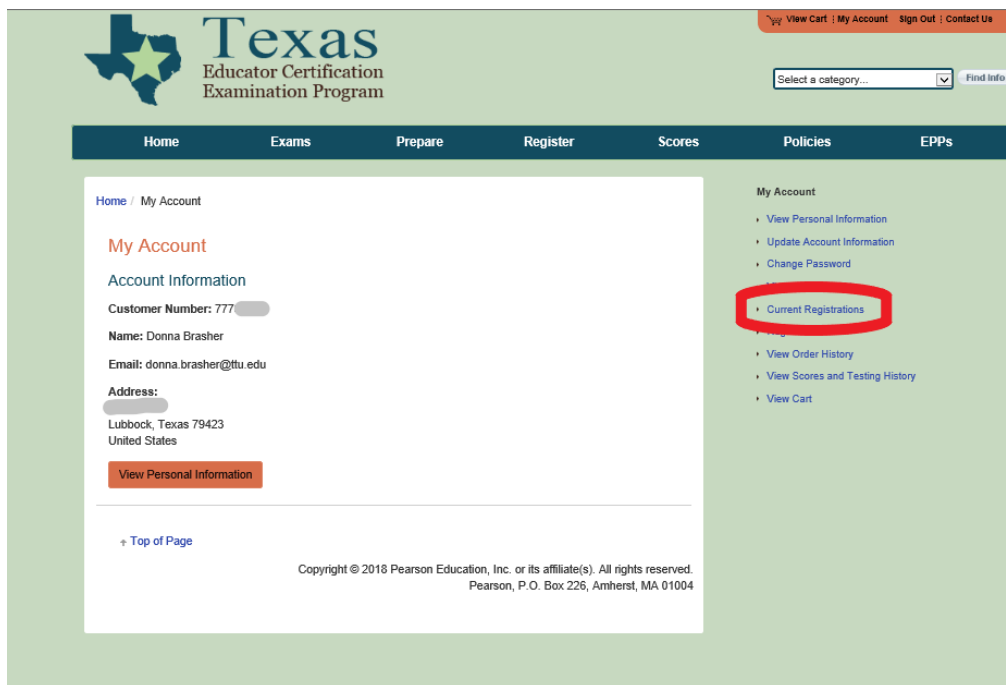 View Cart | My Account Sign Out | Contact Us
Texas
Educator Certification
Examination Program
Select a category...
Find Info
Home Exams Prepare Register Scores Policies EPPs
Home / My Account
My Account
Account Information
Customer Number: 777
Name: Donna Brasher
Email: donna.brasher@ttu.edu
Address:
Lubbock, Texas 79423
United States
View Personal Information
Top of Page
Copyright © 2018 Pearson Education, Inc. or its affiliate(s). All rights reserved.
Pearson, P.O. Box 226, Amherst, MA 01004
My Account
View Personal Information
Update Account Information
Change Password
Current Registrations
View Order History
View Scores and Testing History
View Cart